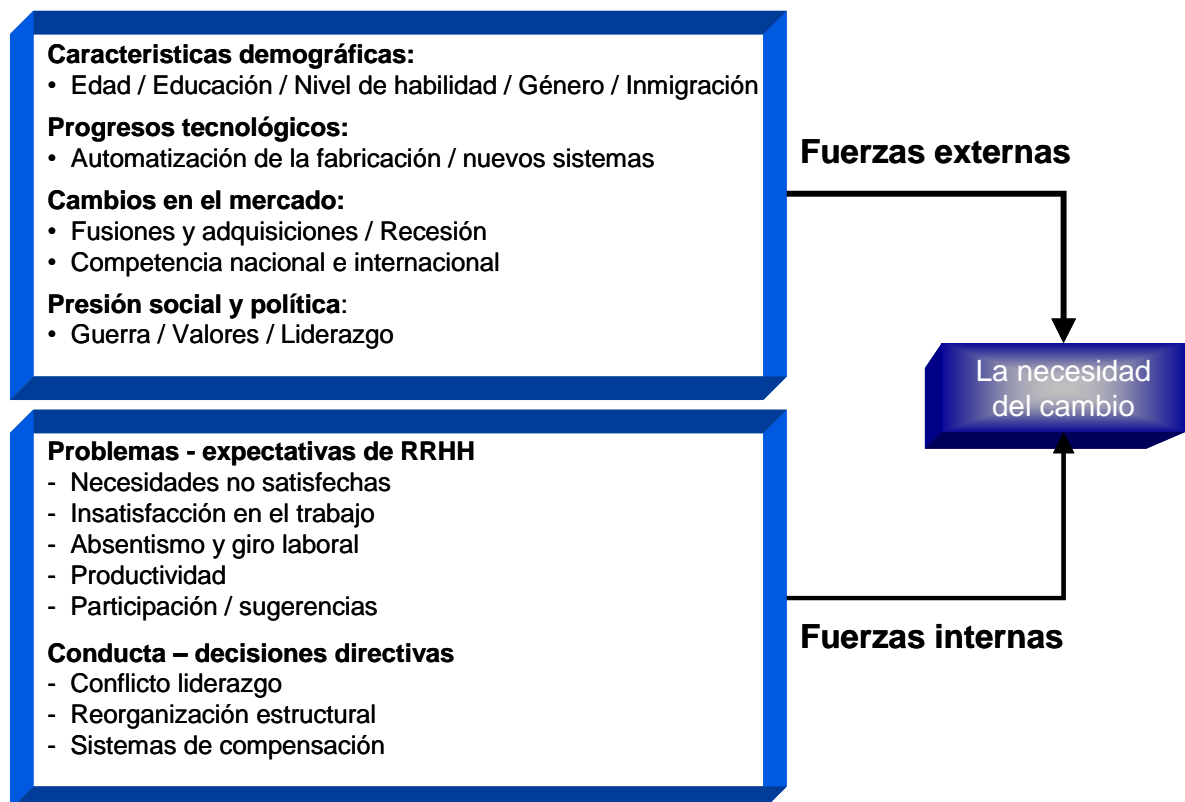 Caracteristicas demográficas:
• Edad / Educación / Nivel de habilidad / Género / Inmigración
Progresos tecnológicos:
• Automatización de la fabricación / nuevos sistemas
Cambios en el mercado:
• Fusiones y adquisiciones / Recesión
• Competencia nacional e internacional
Presión social y política:
• Guerra / Valores / Liderazgo
Fuerzas externas
La necesidad
del cambio
Problemas - expectativas de RRHH
- Necesidades no satisfechas
- Insatisfacción en el trabajo
- Absentismo y giro laboral
- Productividad
- Participación / sugerencias
Conducta – decisiones directivas
- Conflicto liderazgo
- Reorganización estructural
- Sistemas de compensación
Fuerzas internas